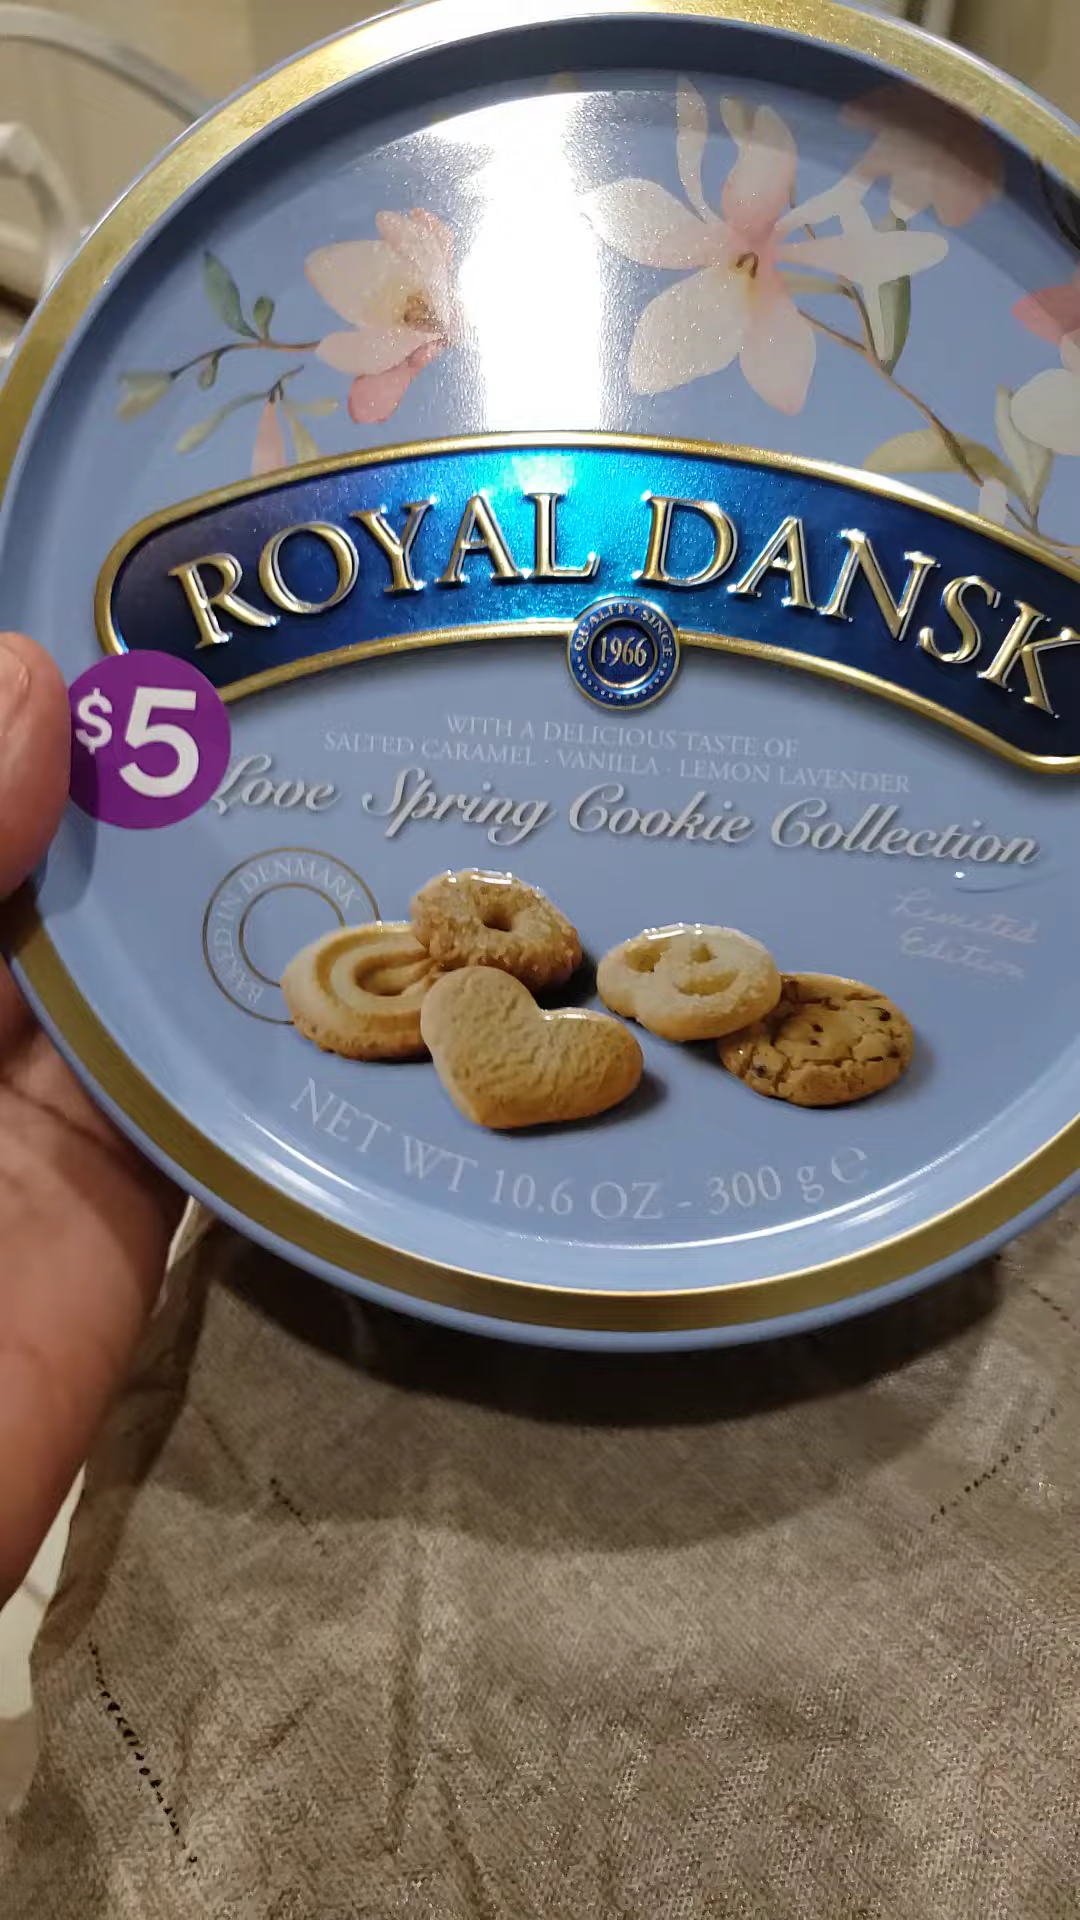 ROYAL DANSK
QUALITY SINCE
1966
$5
WITH A DELICIOUS TASTE OF
SALTED CARAMEL · VANILLA · LEMON LAVENDER
Love Spring Cookie Collection
BAKED IN DENMARK
Limited
Edition
NET WT 10.6 OZ - 300 g ℮